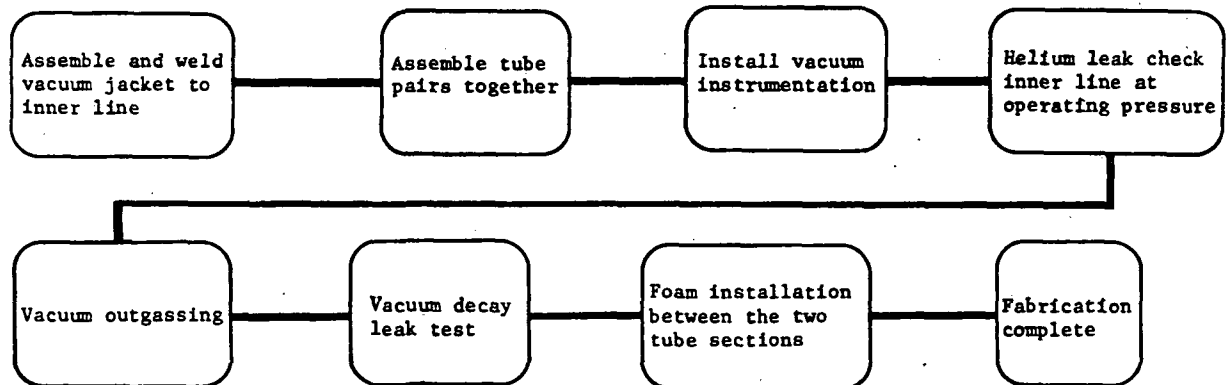 Assemble and weld
vacuum jacket to
inner line
Assemble tube
pairs together
Install vacuum
instrumentation
Helium leak check
inner line at
operating pressure
Vacuum outgassing
Vacuum decay
leak test
Foam installation
between the two
tube sections
Fabrication
complete